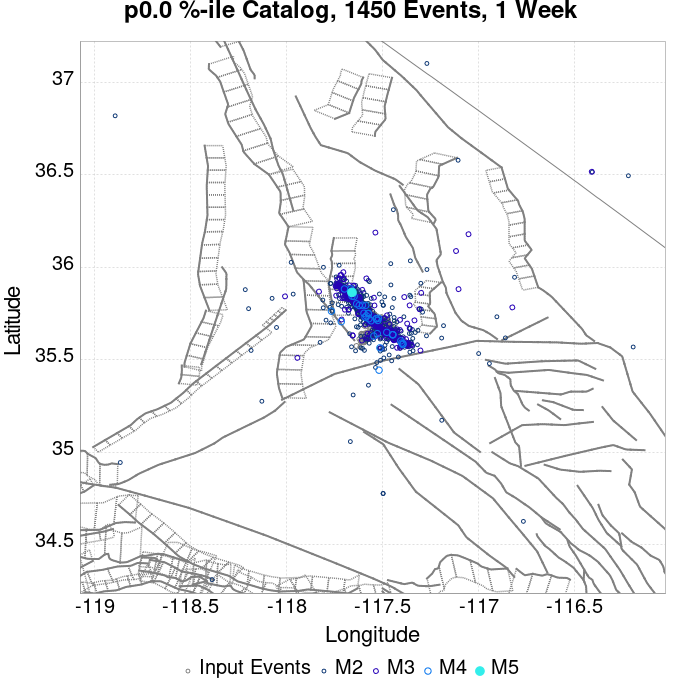 p0.0 %-ile Catalog, 1450 Events, 1 Week
37
36.5
36
35.5
35
34.5
Latitude
-119
-118.5
-118
-117.5
-117
-116.5
Longitude
Input Events
M2
M3
M4
M5